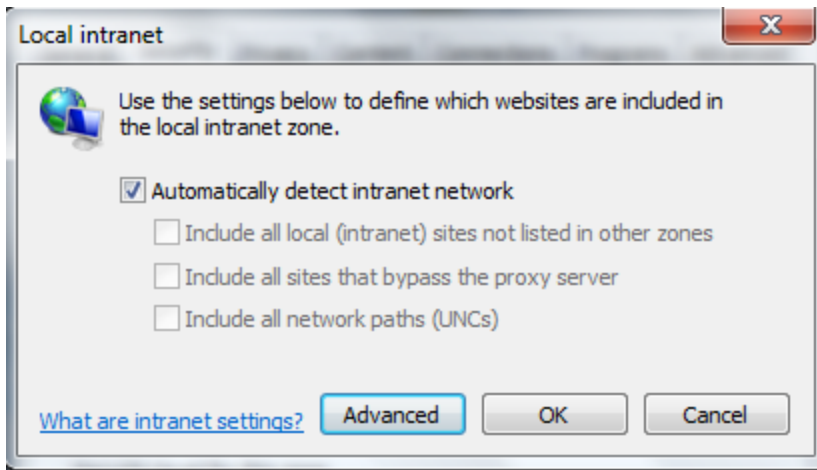 Local intranet
Use the settings below to define which websites are included in
the local intranet zone.
Automatically detect intranet network
Include all local (intranet) sites not listed in other zones
Include all sites that bypass the proxy server
Include all network paths (UNCs)
What are intranet settings? Advanced OK Cancel